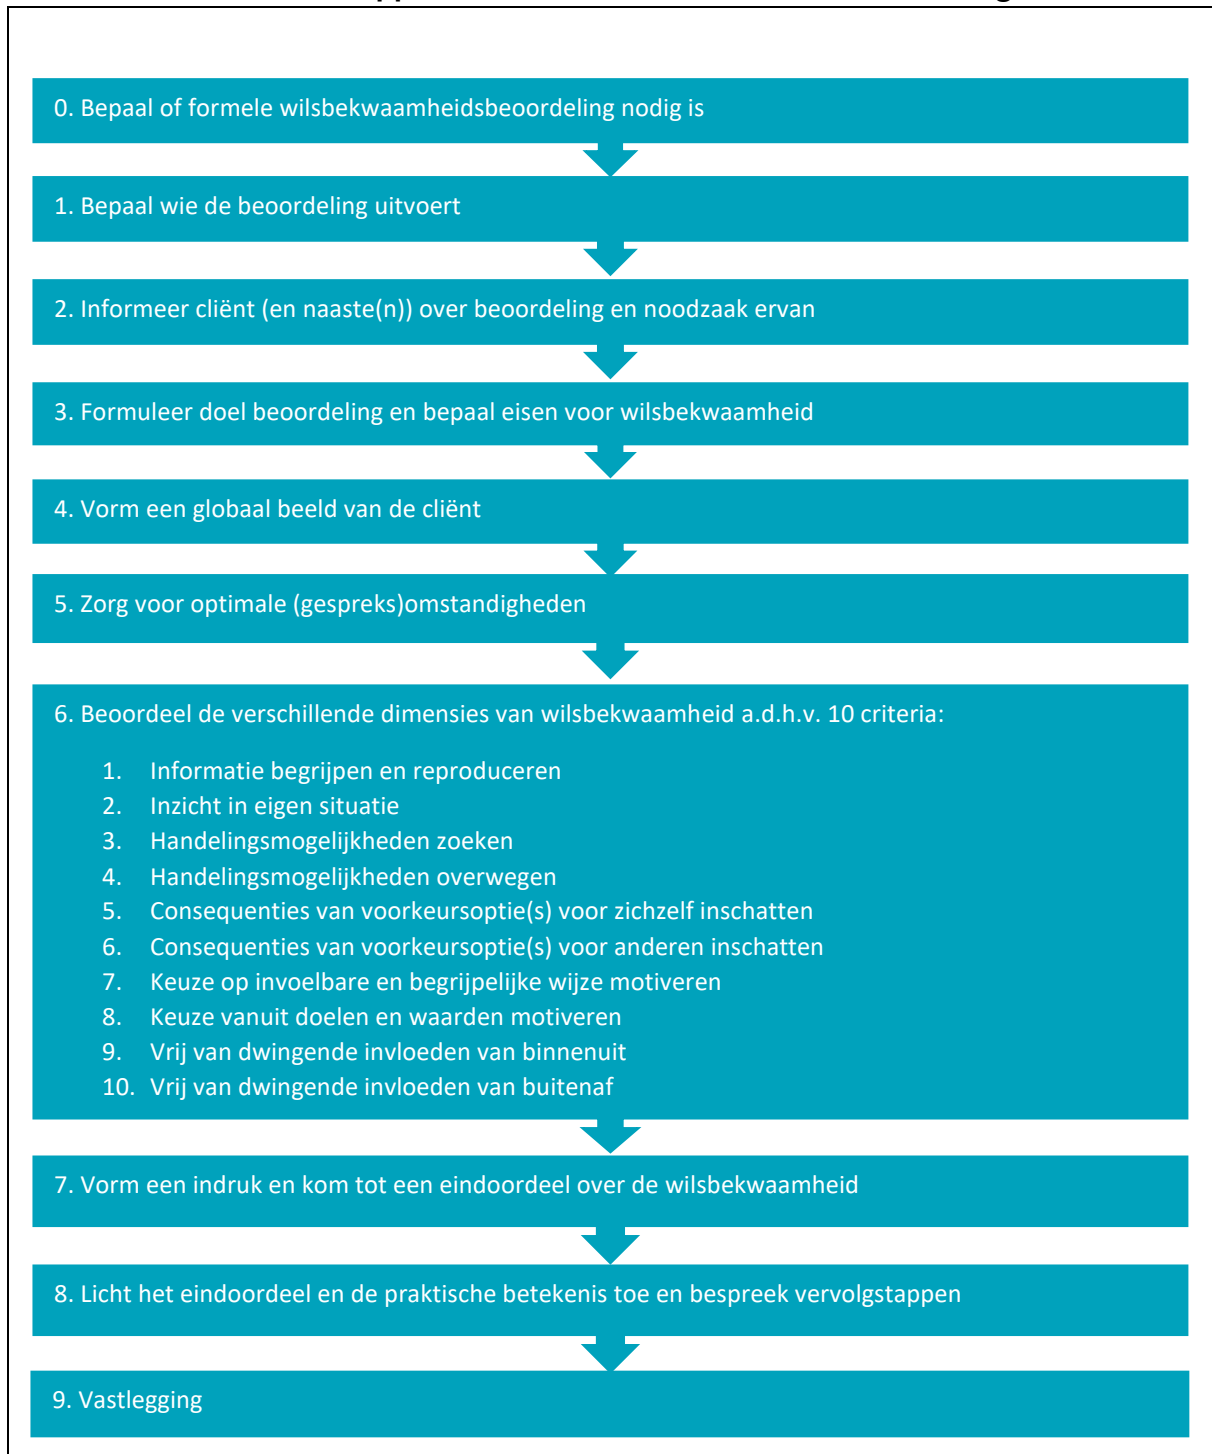 0. Bepaal of formele wilsbekwaamheidsbeoordeling nodig is
1. Bepaal wie de beoordeling uitvoert
2. Informeer cliënt (en naaste(n)) over beoordeling en noodzaak ervan
3. Formuleer doel beoordeling en bepaal eisen voor wilsbekwaamheid
4. Vorm een globaal beeld van de cliënt
5. Zorg voor optimale (gespreks)omstandigheden
6. Beoordeel de verschillende dimensies van wilsbekwaamheid a.d.h.v. 10 criteria:
1. Informatie begrijpen en reproduceren
2. Inzicht in eigen situatie
3. Handelingsmogelijkheden zoeken
4. Handelingsmogelijkheden overwegen
5. Consequenties van voorkeursoptie(s) voor zichzelf inschatten
6. Consequenties van voorkeursoptie(s) voor anderen inschatten
7. Keuze op invoelbare en begrijpelijke wijze motiveren
8. Keuze vanuit doelen en waarden motiveren
9. Vrij van dwingende invloeden van binnenuit
10. Vrij van dwingende invloeden van buitenaf
7. Vorm een indruk en kom tot een eindoordeel over de wilsbekwaamheid
8. Licht het eindoordeel en de praktische betekenis toe en bespreek vervolgstappen
9. Vastlegging